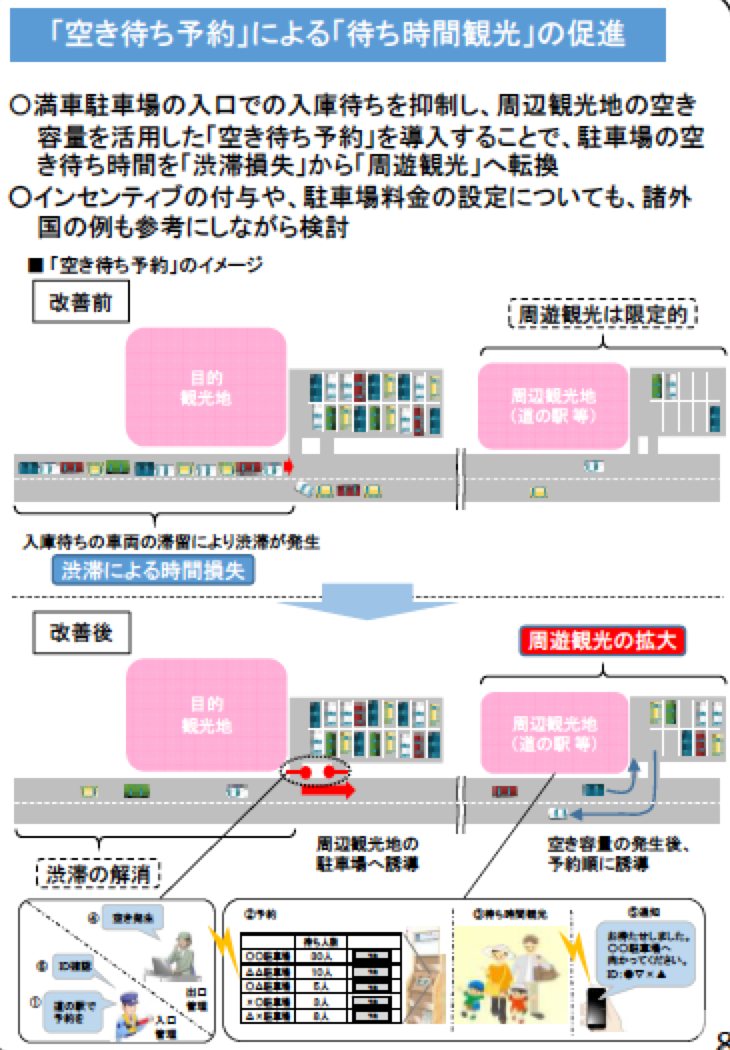 「空き待ち予約」による「待ち時間観光」の促進
〇満車駐車場の入口での入庫待ちを抑制し、周辺観光地の空き
容量を活用した「空き待ち予約」を導入することで、駐車場の空
き待ち時間を「渋滞損失」から「周遊観光」へ転換
〇インセンティブの付与や、駐車場料金の設定についても、諸外
国の例も参考にしながら検討
■「空き待ち予約」のイメージ
改善前
周遊観光は限定的
目的
観光地
周辺観光地
(道の駅 等)
入庫待ちの車両の滞留により渋滞が発生
渋滞による時間損失
改善後
周遊観光の拡大
目的
観光地
周辺観光地
(道の駅 等)
周辺観光地の
駐車場へ誘導
空き容量の発生後、
予約順に誘導
渋滞の解消
④
空き発生
⑥
ID確認
①
道の駅で
予約を
出口
管理
入口
管理
②予約
待ち人数
〇〇駐車場 30人
△△駐車場 10人
〇△駐車場 5人
×〇駐車場 3人
△×駐車場 8人
③待ち時間観光
⑤通知
お待たせしました。
〇〇駐車場へ
向かってください。
ID:●▽×▲
8